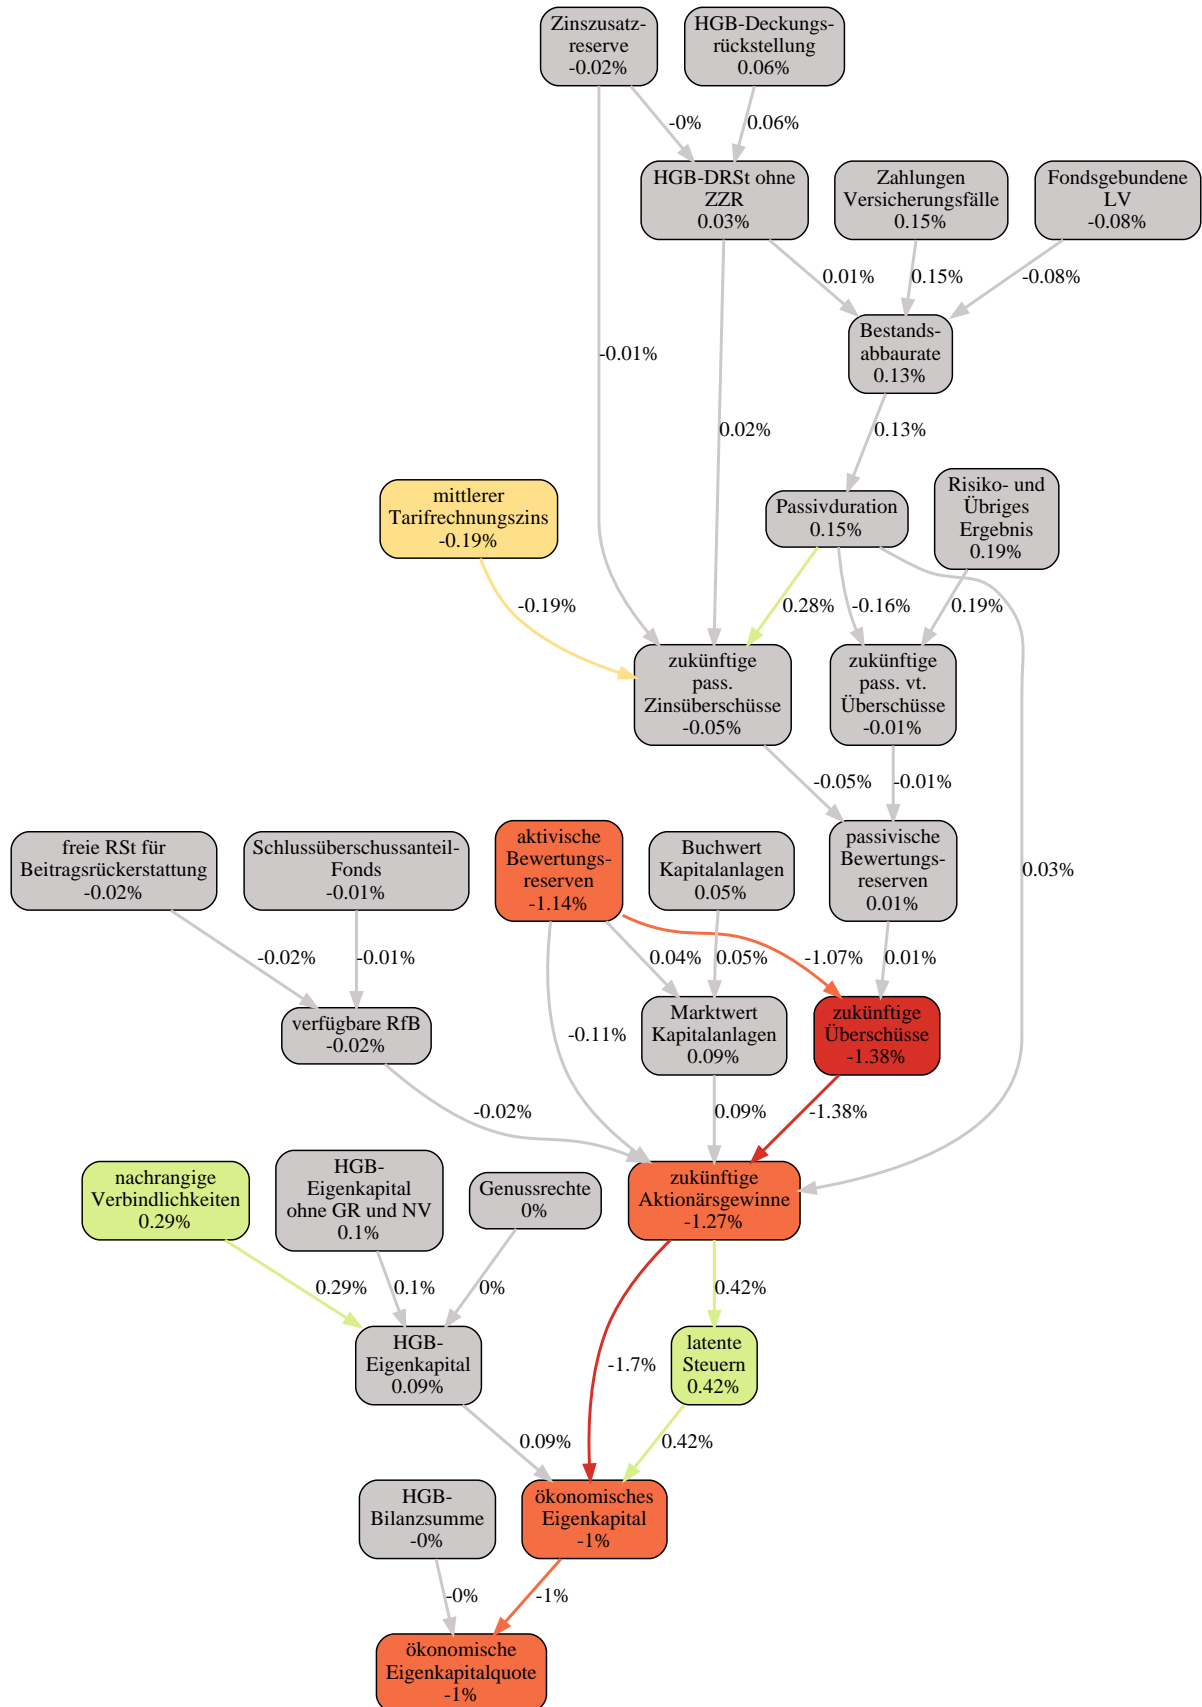 Zinszusatz-
reserve
-0.02%
HGB-Deckungs-
rückstellung
0.06%
-0%
0.06%
HGB-DRSt ohne
ZZR
0.03%
Zahlungen
Versicherungsfälle
0.15%
Fondsgebundene
LV
-0.08%
0.01%
0.15%
-0.08%
Bestands-
abbaurate
0.13%
-0.01%
0.02%
0.13%
mittlerer
Tarifrechnungszins
-0.19%
Passivduration
0.15%
Risiko- und
Übriges
Ergebnis
0.19%
-0.19%
0.28%
-0.16%
0.19%
zukünftige
pass.
Zinsüberschüsse
-0.05%
zukünftige
pass. vt.
Überschüsse
-0.01%
-0.05%
-0.01%
freie RSt für
Beitragsrückerstattung
-0.02%
Schlussüberschussanteil-
Fonds
-0.01%
aktivische
Bewertungs-
reserven
-1.14%
Buchwert
Kapitalanlagen
0.05%
passivische
Bewertungs-
reserven
0.01%
0.03%
-0.02%
-0.01%
0.04%
0.05%
-1.07%
0.01%
verfügbare RfB
-0.02%
-0.11%
Marktwert
Kapitalanlagen
0.09%
zukünftige
Überschüsse
-1.38%
-0.02%
0.09%
-1.38%
nachrangige
Verbindlichkeiten
0.29%
HGB-
Eigenkapital
ohne GR und NV
0.1%
Genussrechte
0%
zukünftige
Aktionärsgewinne
-1.27%
0.29%
0.1%
0%
0.42%
HGB-
Eigenkapital
0.09%
-1.7%
latente
Steuern
0.42%
0.09%
0.42%
HGB-
Bilanzsumme
-0%
ökonomisches
Eigenkapital
-1%
-0%
-1%
ökonomische
Eigenkapitalquote
-1%